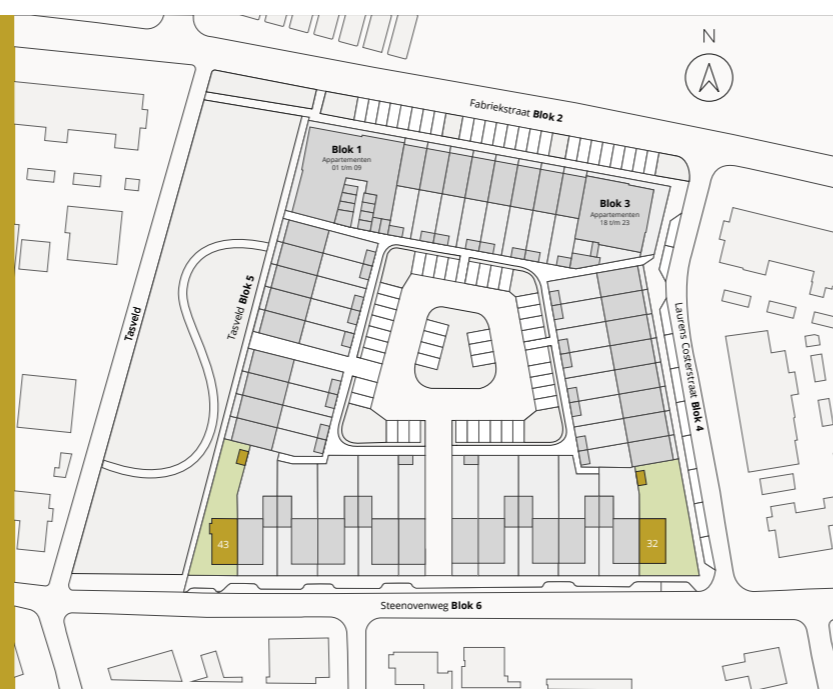 N
Fabriekstraat Blok 2
Blok 1
Appartementen
01 t/m 09
Blok 3
Appartementen
18 t/m 23
Tasveld
Tasveld Blok 5
Laurens Costerstraat Blok 4
43
32
Steenovenweg Blok 6